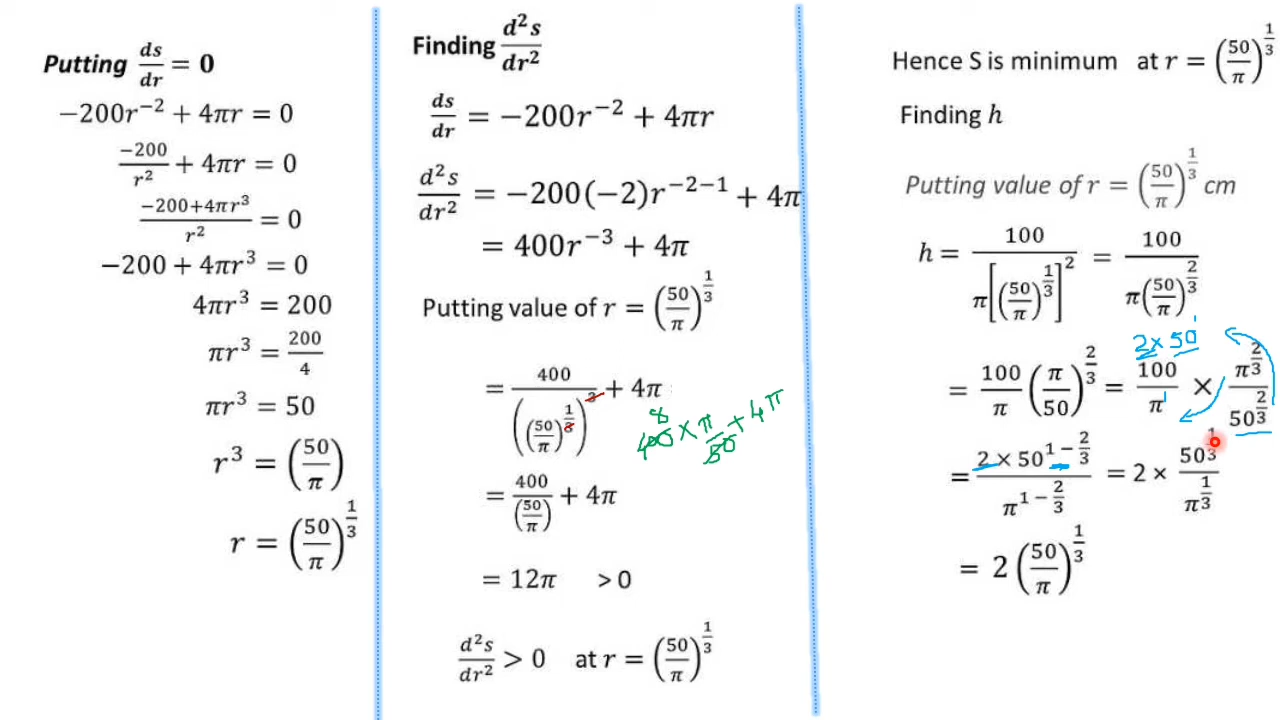 Putting ds/dr = 0
−200r⁻² + 4πr = 0
−200/r² + 4πr = 0
(−200+4πr³)/r² = 0
−200 + 4πr³ = 0
4πr³ = 200
πr³ = 200/4
πr³ = 50
r³ = (50/π)
r = (50/π)^(1/3)
Finding d²s/dr²
ds/dr = −200r⁻² + 4πr
d²s/dr² = −200(−2)r⁻²⁻¹ + 4π
= 400r⁻³ + 4π
Putting value of r = (50/π)^(1/3)
= 400/((50/π)^(1/3))³ + 4π
8
400 × π/50 + 4π
= 400/(50/π) + 4π
= 12π >0
d²s/dr² > 0 at r = (50/π)^(1/3)
Hence S is minimum at r = (50/π)^(1/3)
Finding h
Putting value of r = (50/π)^(1/3) cm
h = 100/(π[(50/π)^(1/3)]²) = 100/(π(50/π)^(2/3))
2 × 50¹
= 100/π (π/50)^(2/3) = 100/π¹ × π^(2/3)/50^(2/3)
= (2 × 50^(1−2/3))/π^(1−2/3) = 2 × 50^(1/3)/π^(1/3)
= 2 (50/π)^(1/3)